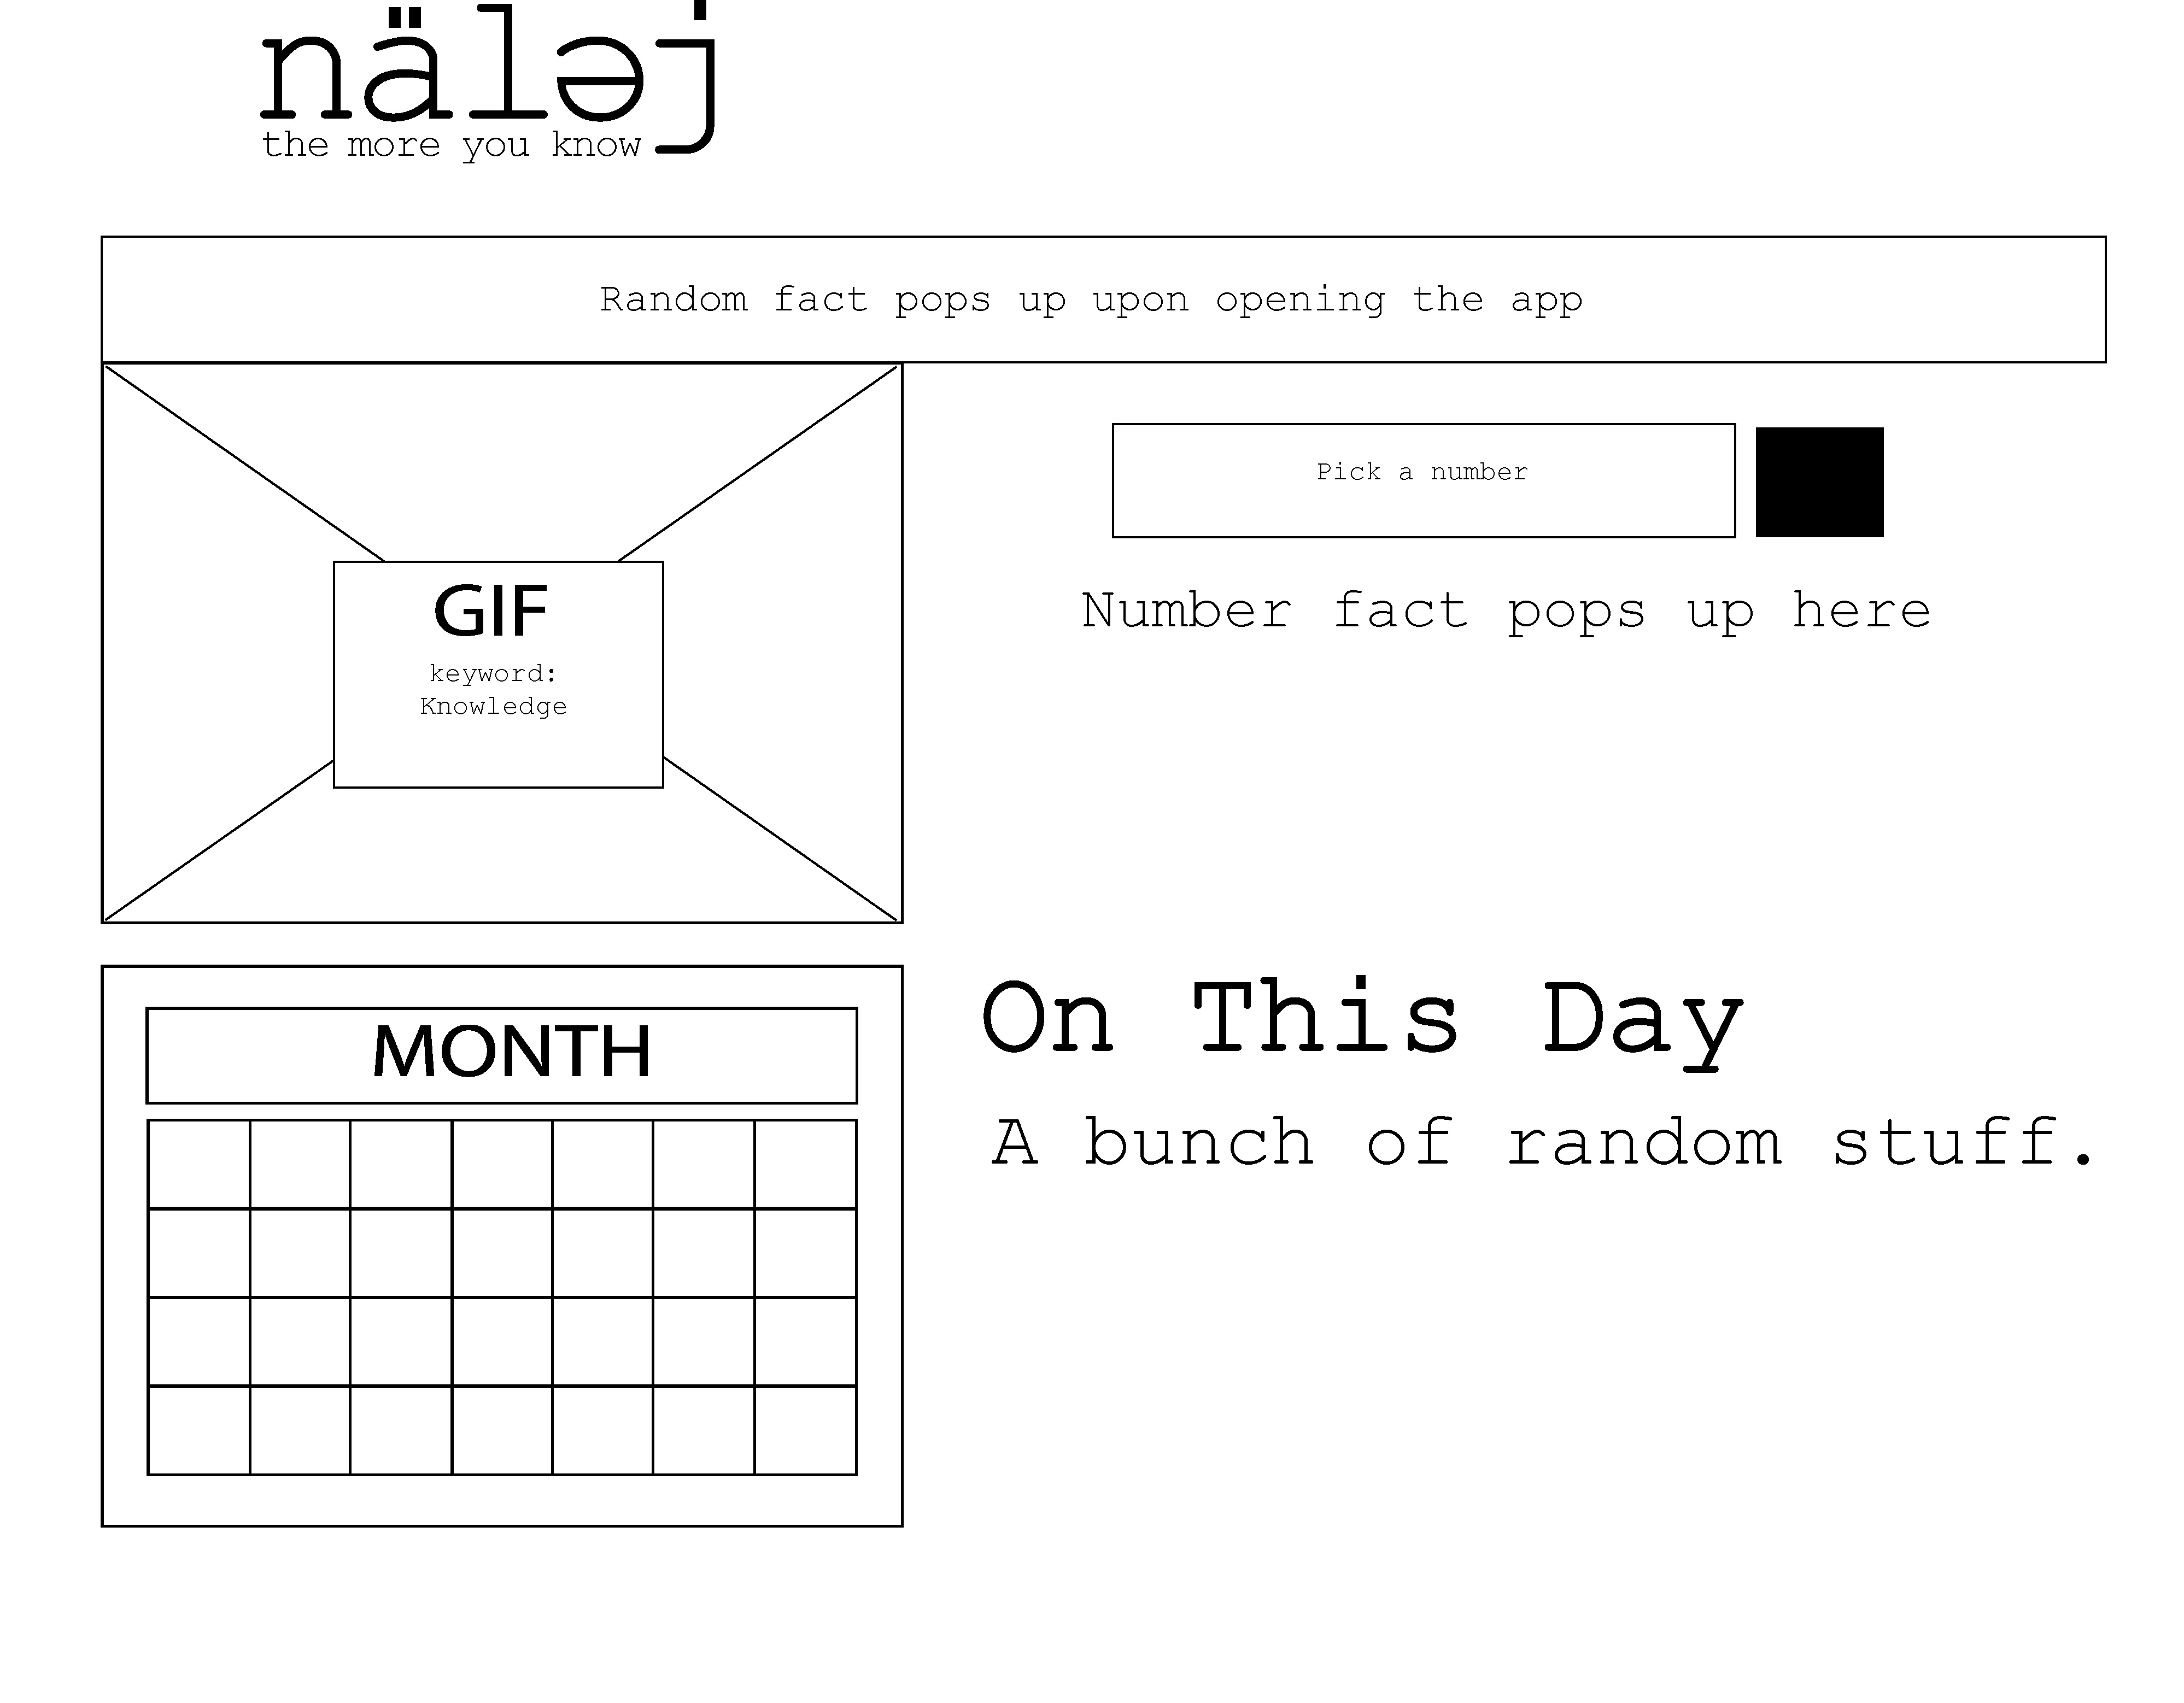 näləj
the more you know
Random fact pops up upon opening the app
Pick a number
Number fact pops up here
GIF
keyword:
Knowledge
MONTH
On This Day
A bunch of random stuff.